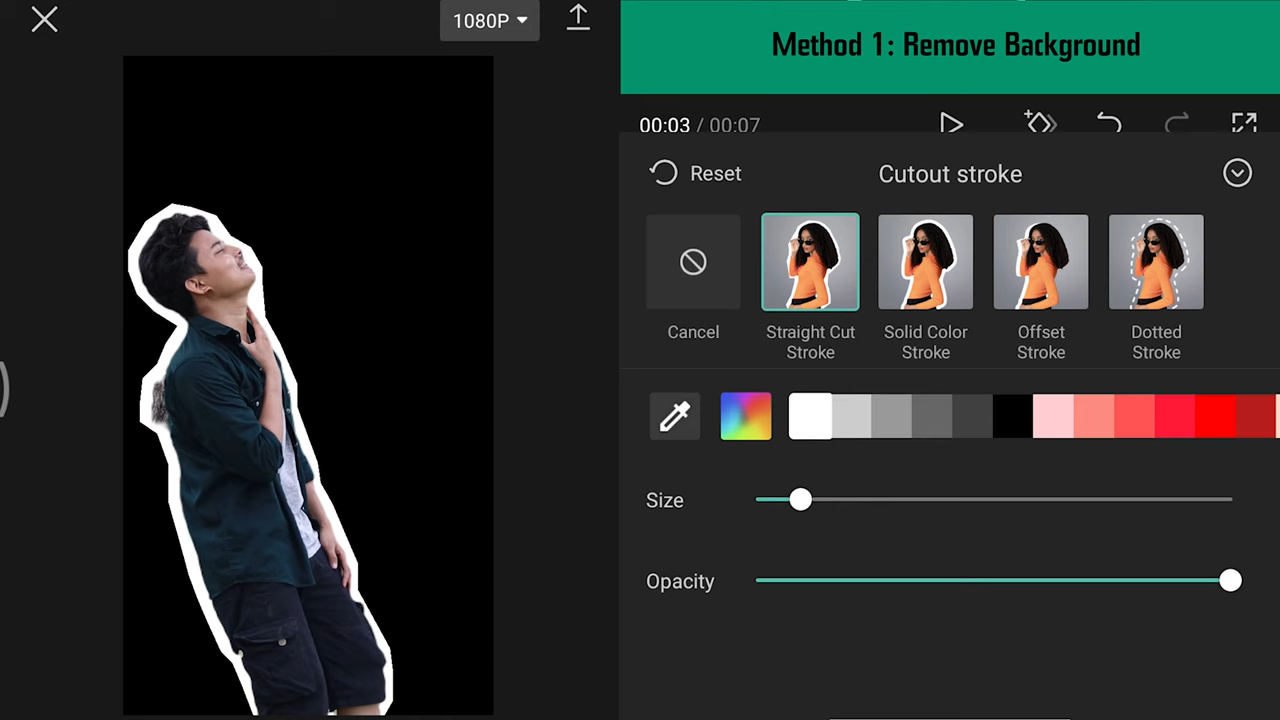 1080P
Method 1: Remove Background
00:03 / 00:07
Reset
Cutout stroke
Cancel
Straight Cut
Stroke
Solid Color
Stroke
Offset
Stroke
Dotted
Stroke
Size
Opacity